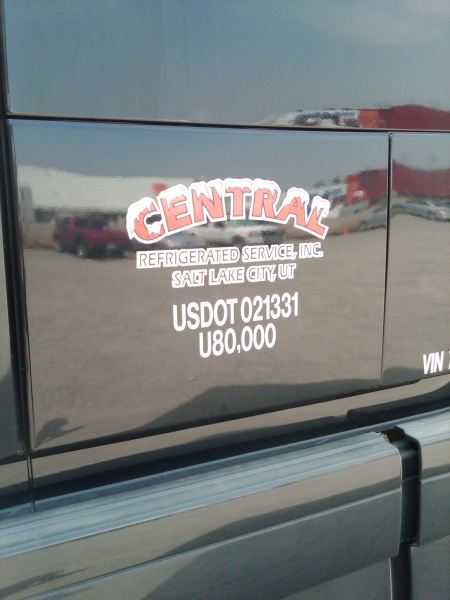 CENTRAL
REFRIGERATED SERVICE, INC.
SALT LAKE CITY, UT
USDOT 021331
U80,000
VIN